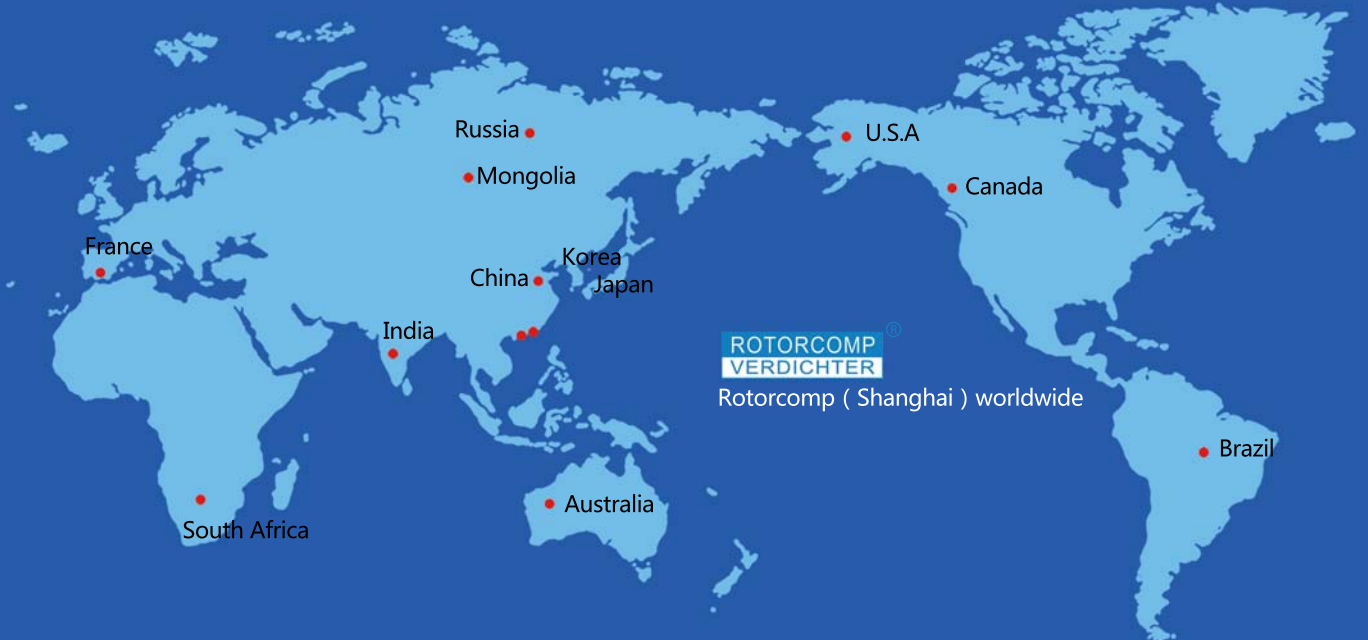 Russia
U.S.A
Mongolia
Canada
France
Korea
China
Japan
India
ROTORCOMP®
VERDICHTER
Rotorcomp ( Shanghai ) worldwide
Brazil
Australia
South Africa